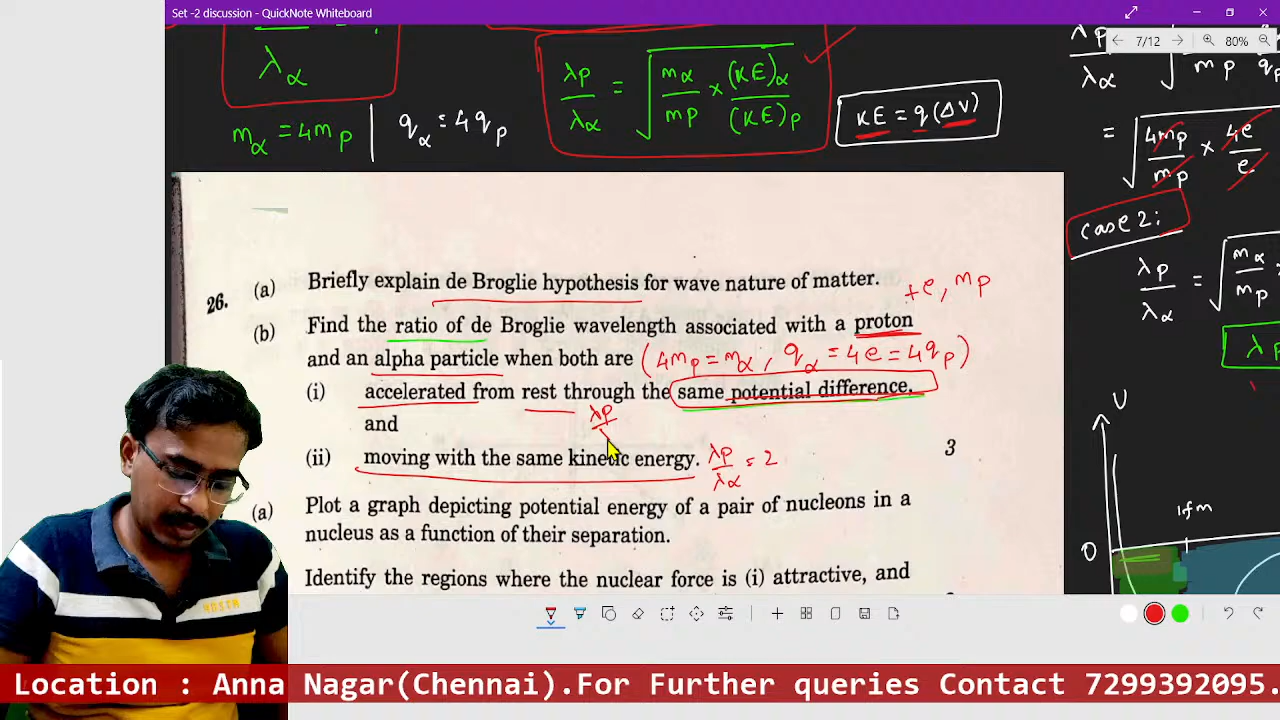 Set -2 discussion - QuickNote Whiteboard
7/12
80%
λα
mα = 4mp | qα = 4qp
λp/λα = √(mα/mp × (KE)α/(KE)p)
KE = q(Δv)
λp/λα
mp qp
= √(4mp/mp × 4e/e)
case 2:
λp/λα = √(mα/mp
λp
26. (a) Briefly explain de Broglie hypothesis for wave nature of matter.
+e, mp
(b) Find the ratio of de Broglie wavelength associated with a proton
and an alpha particle when both are (4mp = mα, qα = 4e = 4qp)
(i) accelerated from rest through the same potential difference.
and
λp
(ii) moving with the same kinetic energy. λp/λα = 2
3
(a) Plot a graph depicting potential energy of a pair of nucleons in a
nucleus as a function of their separation.
Identify the regions where the nuclear force is (i) attractive, and
U
1fm
0
Location : Anna Nagar(Chennai).For Further queries Contact 7299392095.